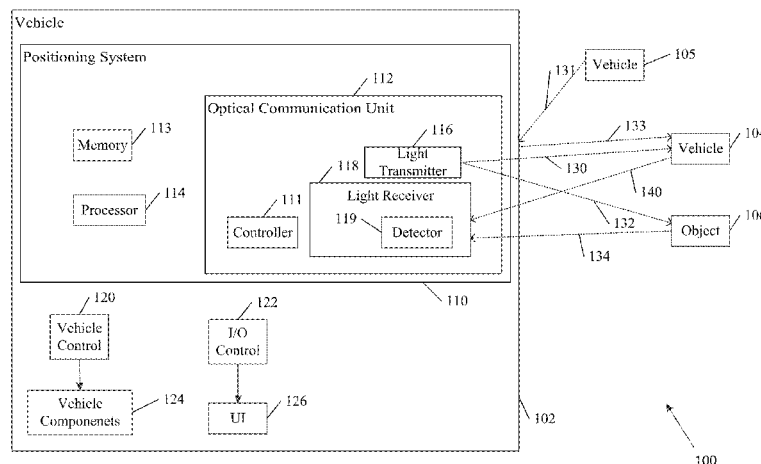 Vehicle
Positioning System
112
Optical Communication Unit
131
Vehicle
105
Memory
113
116
133
Light
Transmitter
130
Vehicle
Processor
114
118
Light Receiver
111
Controller
119
Detector
140
132
Object
134
120
122
110
Vehicle
Control
I/O
Control
Vehicle
Componenets
124
UI
126
102
100